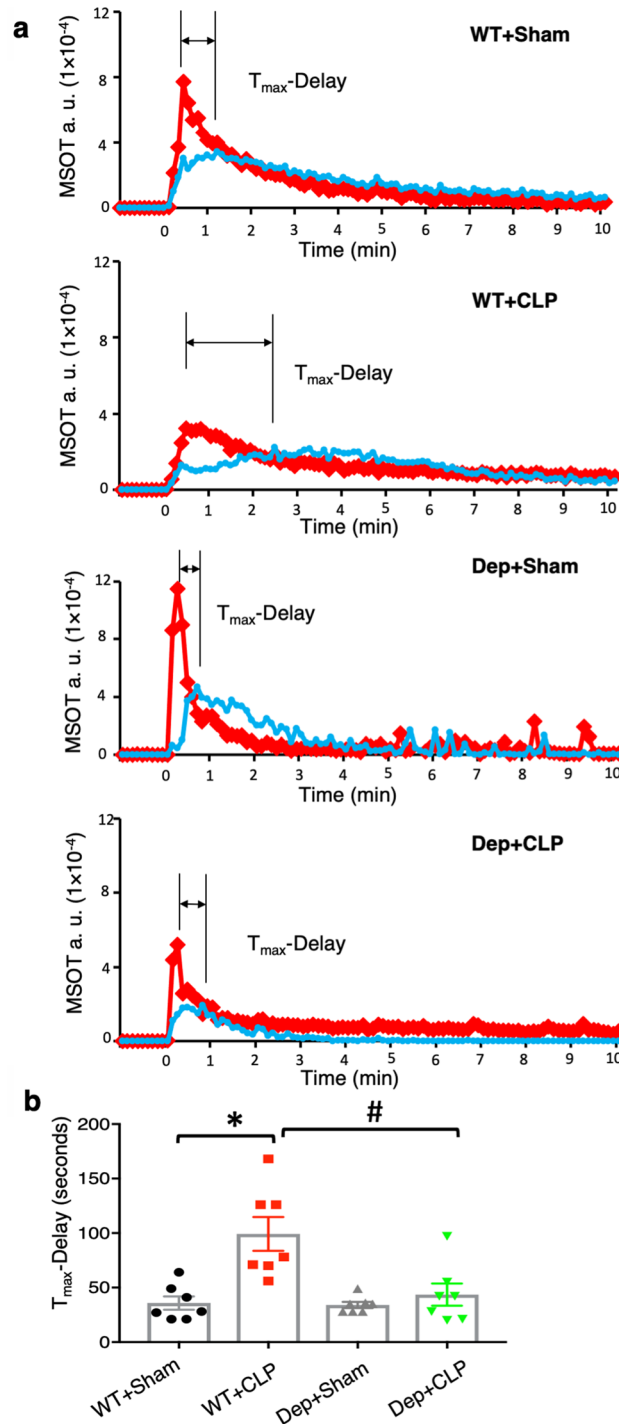 a
WT+Sham
12
8
4
0
MSOT a. u. (1×10⁻⁴)
Tmax-Delay
0 1 2 3 4 5 6 7 8 9 10
Time (min)
WT+CLP
12
8
4
0
MSOT a. u. (1×10⁻⁴)
Tmax-Delay
0 1 2 3 4 5 6 7 8 9 10
Time (min)
Dep+Sham
12
8
4
0
MSOT a. u. (1×10⁻⁴)
Tmax-Delay
0 1 2 3 4 5 6 7 8 9 10
Time (min)
Dep+CLP
12
8
4
0
MSOT a. u. (1×10⁻⁴)
Tmax-Delay
0 1 2 3 4 5 6 7 8 9 10
Time (min)
b
* #
200
150
100
50
0
Tmax-Delay (seconds)
WT+Sham WT+CLP Dep+Sham Dep+CLP